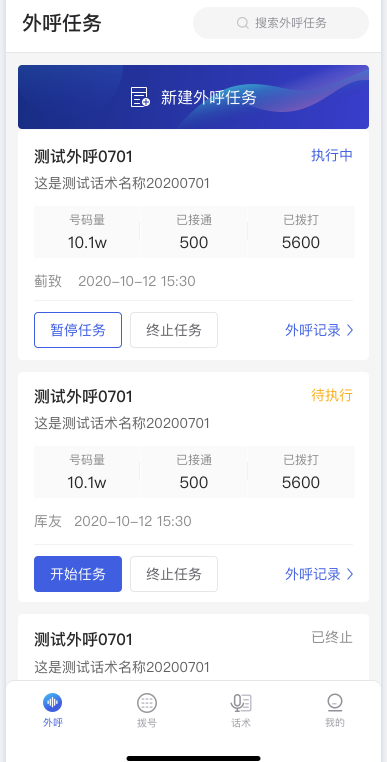 外呼任务
搜索外呼任务
新建外呼任务
测试外呼0701 执行中
这是测试话术名称20200701
号码量 已接通 已拨打
10.1w 500 5600
蓟致 2020-10-12 15:30
暂停任务 终止任务 外呼记录
测试外呼0701 待执行
这是测试话术名称20200701
号码量 已接通 已拨打
10.1w 500 5600
厍友 2020-10-12 15:30
开始任务 终止任务 外呼记录
测试外呼0701 已终止
这是测试话术名称20200701
外呼 拨号 话术 我的